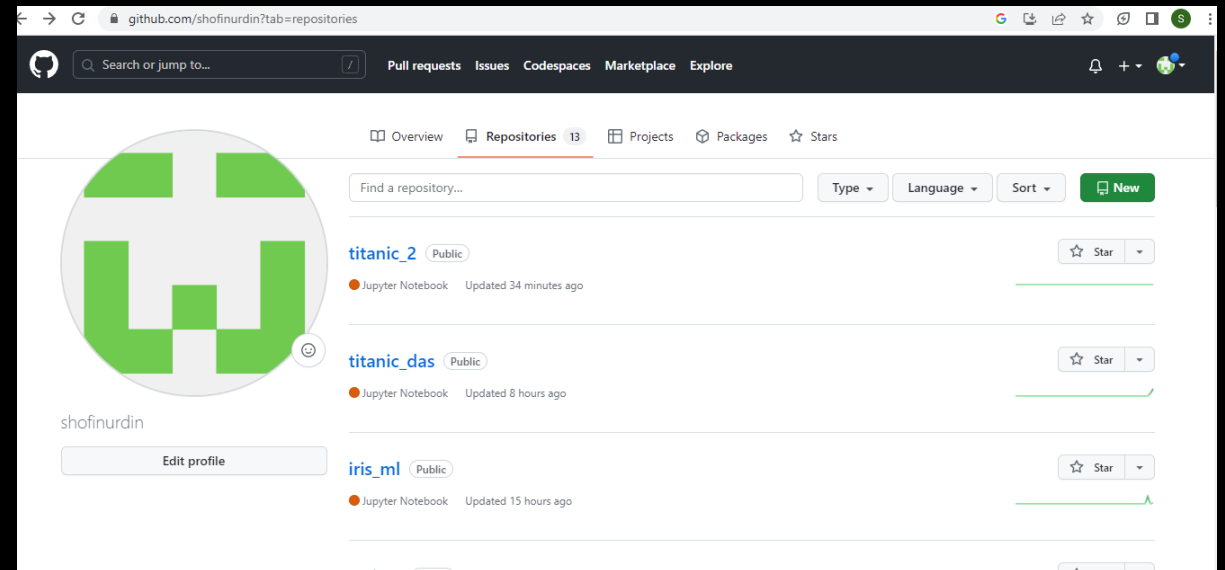 github.com/shofinurdin?tab=repositories
G
S
Search or jump to...
/
Pull requests Issues Codespaces Marketplace Explore
Overview Repositories 13 Projects Packages Stars
Find a repository...
Type Language Sort New
titanic_2 Public
Star
Jupyter Notebook Updated 34 minutes ago
titanic_das Public
Star
Jupyter Notebook Updated 8 hours ago
shofinurdin
Edit profile
iris_ml Public
Star
Jupyter Notebook Updated 15 hours ago